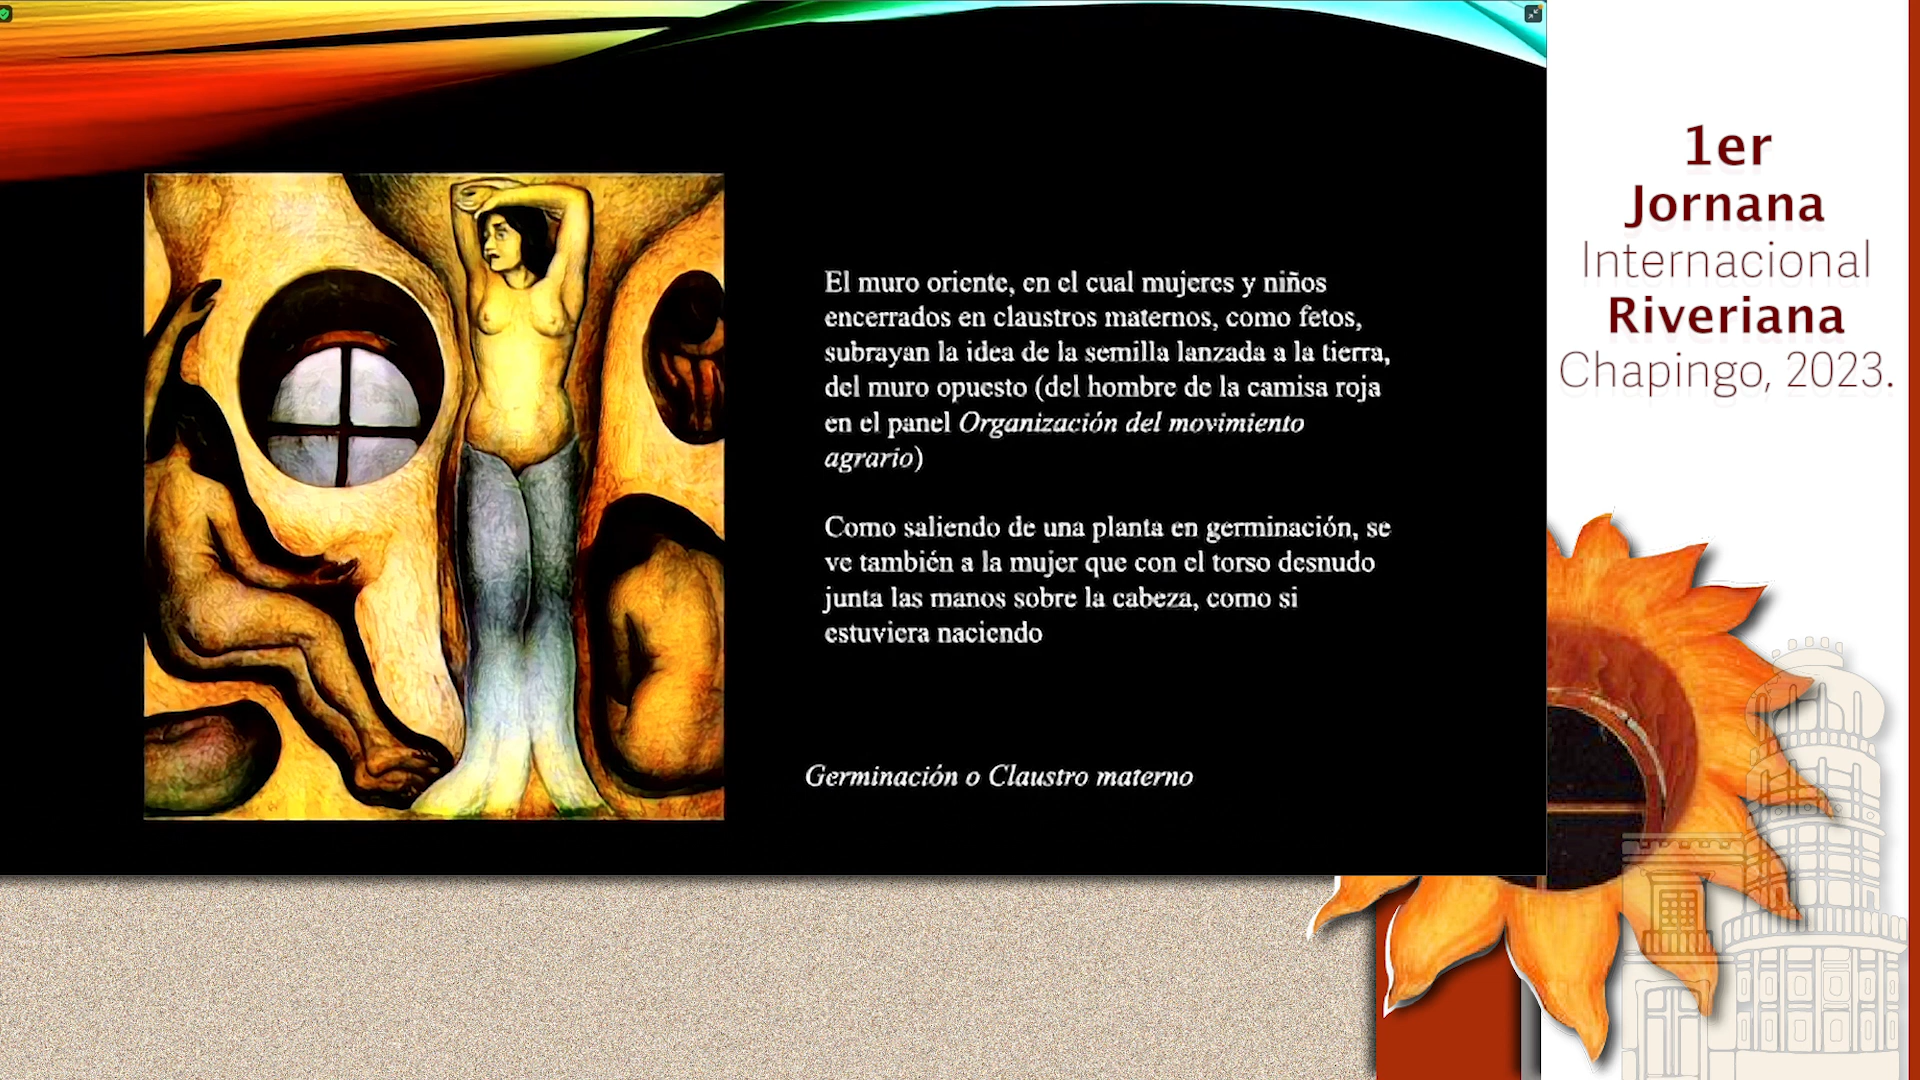 El muro oriente, en el cual mujeres y niños
encerrados en claustros maternos, como fetos,
subrayan la idea de la semilla lanzada a la tierra,
del muro opuesto (del hombre de la camisa roja
en el panel Organización del movimiento
agrario)
Como saliendo de una planta en germinación, se
ve también a la mujer que con el torso desnudo
junta las manos sobre la cabeza, como si
estuviera naciendo
Germinación o Claustro materno
1er
Jornana
Internacional
Riveriana
Chapingo, 2023.